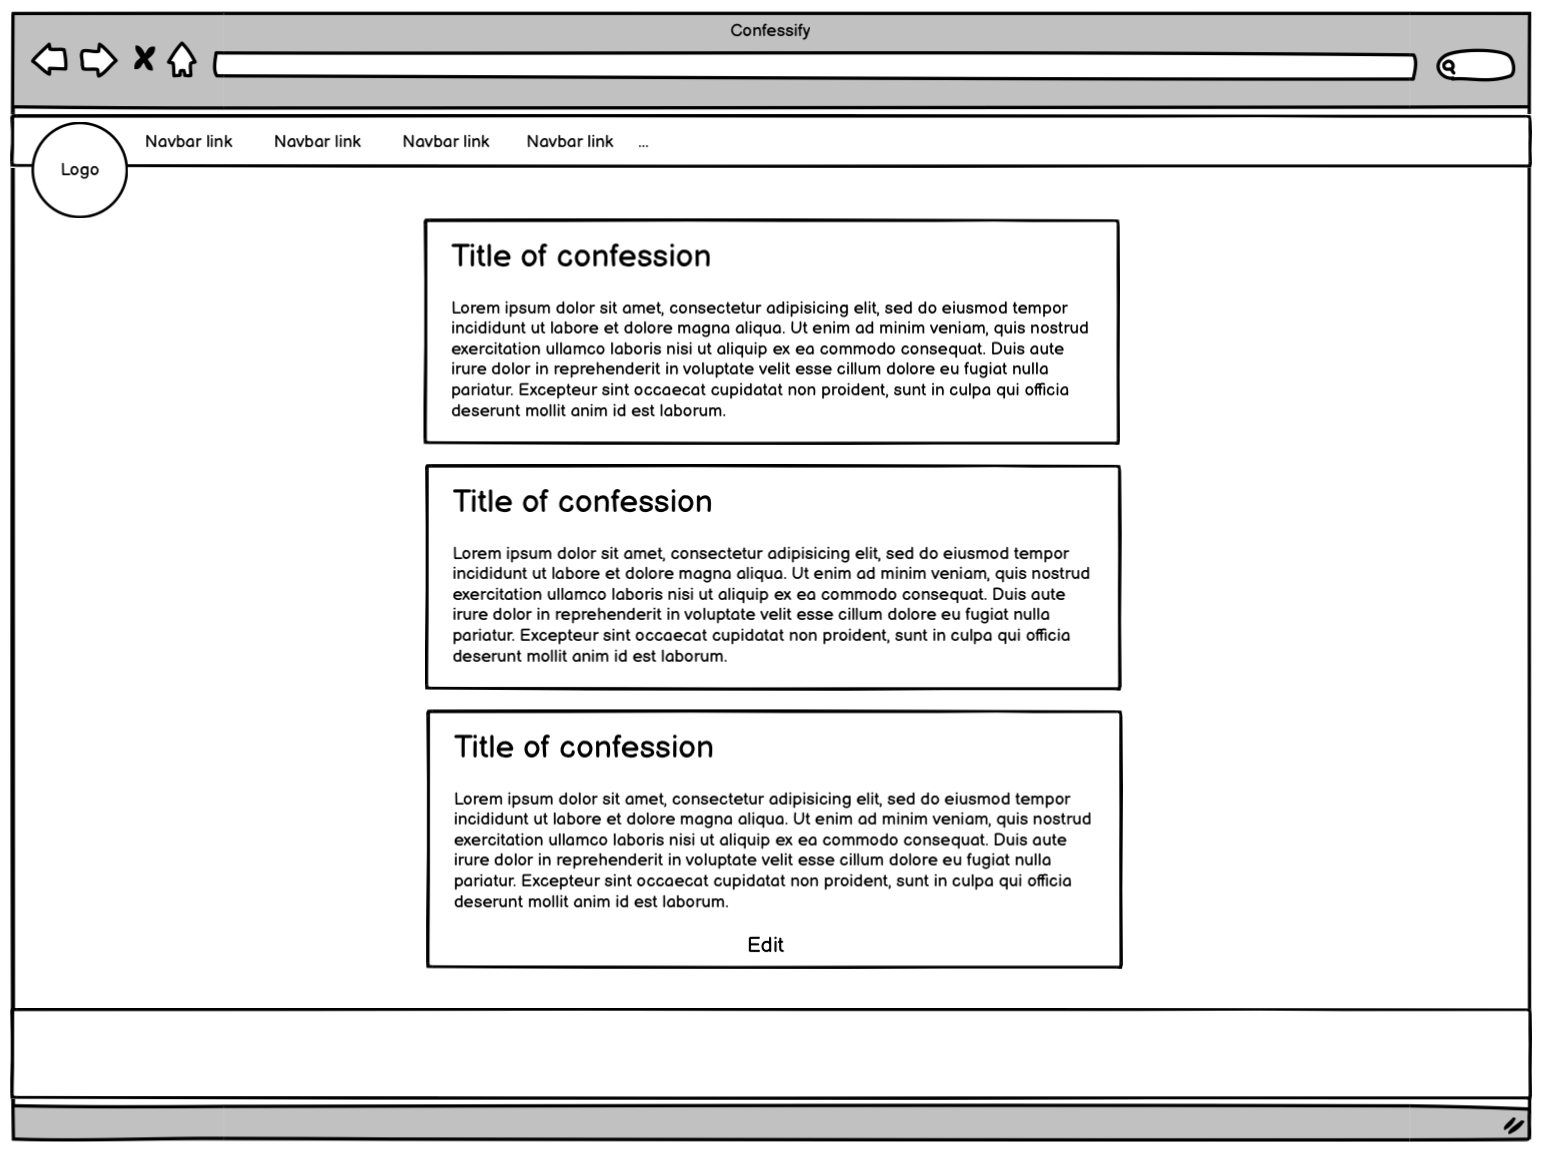 Confessify
Navbar link Navbar link Navbar link Navbar link ...
Logo
Title of confession
Lorem ipsum dolor sit amet, consectetur adipisicing elit, sed do eiusmod tempor
incididunt ut labore et dolore magna aliqua. Ut enim ad minim veniam, quis nostrud
exercitation ullamco laboris nisi ut aliquip ex ea commodo consequat. Duis aute
irure dolor in reprehenderit in voluptate velit esse cillum dolore eu fugiat nulla
pariatur. Excepteur sint occaecat cupidatat non proident, sunt in culpa qui officia
deserunt mollit anim id est laborum.
Title of confession
Lorem ipsum dolor sit amet, consectetur adipisicing elit, sed do eiusmod tempor
incididunt ut labore et dolore magna aliqua. Ut enim ad minim veniam, quis nostrud
exercitation ullamco laboris nisi ut aliquip ex ea commodo consequat. Duis aute
irure dolor in reprehenderit in voluptate velit esse cillum dolore eu fugiat nulla
pariatur. Excepteur sint occaecat cupidatat non proident, sunt in culpa qui officia
deserunt mollit anim id est laborum.
Title of confession
Lorem ipsum dolor sit amet, consectetur adipisicing elit, sed do eiusmod tempor
incididunt ut labore et dolore magna aliqua. Ut enim ad minim veniam, quis nostrud
exercitation ullamco laboris nisi ut aliquip ex ea commodo consequat. Duis aute
irure dolor in reprehenderit in voluptate velit esse cillum dolore eu fugiat nulla
pariatur. Excepteur sint occaecat cupidatat non proident, sunt in culpa qui officia
deserunt mollit anim id est laborum.
Edit